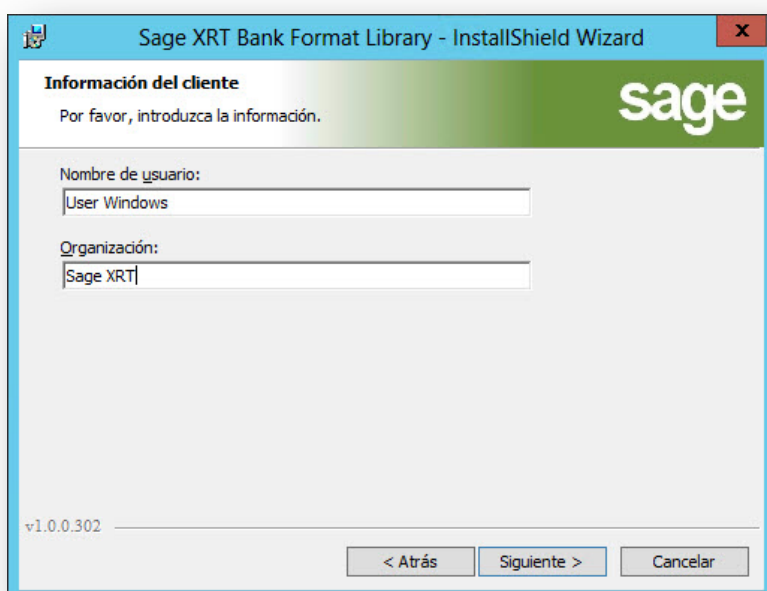 Sage XRT Bank Format Library - InstallShield Wizard
x
Información del cliente
Por favor, introduzca la información.
sage
Nombre de usuario:
User Windows
Organización:
Sage XRT
v1.0.0.302
< Atrás
Siguiente >
Cancelar